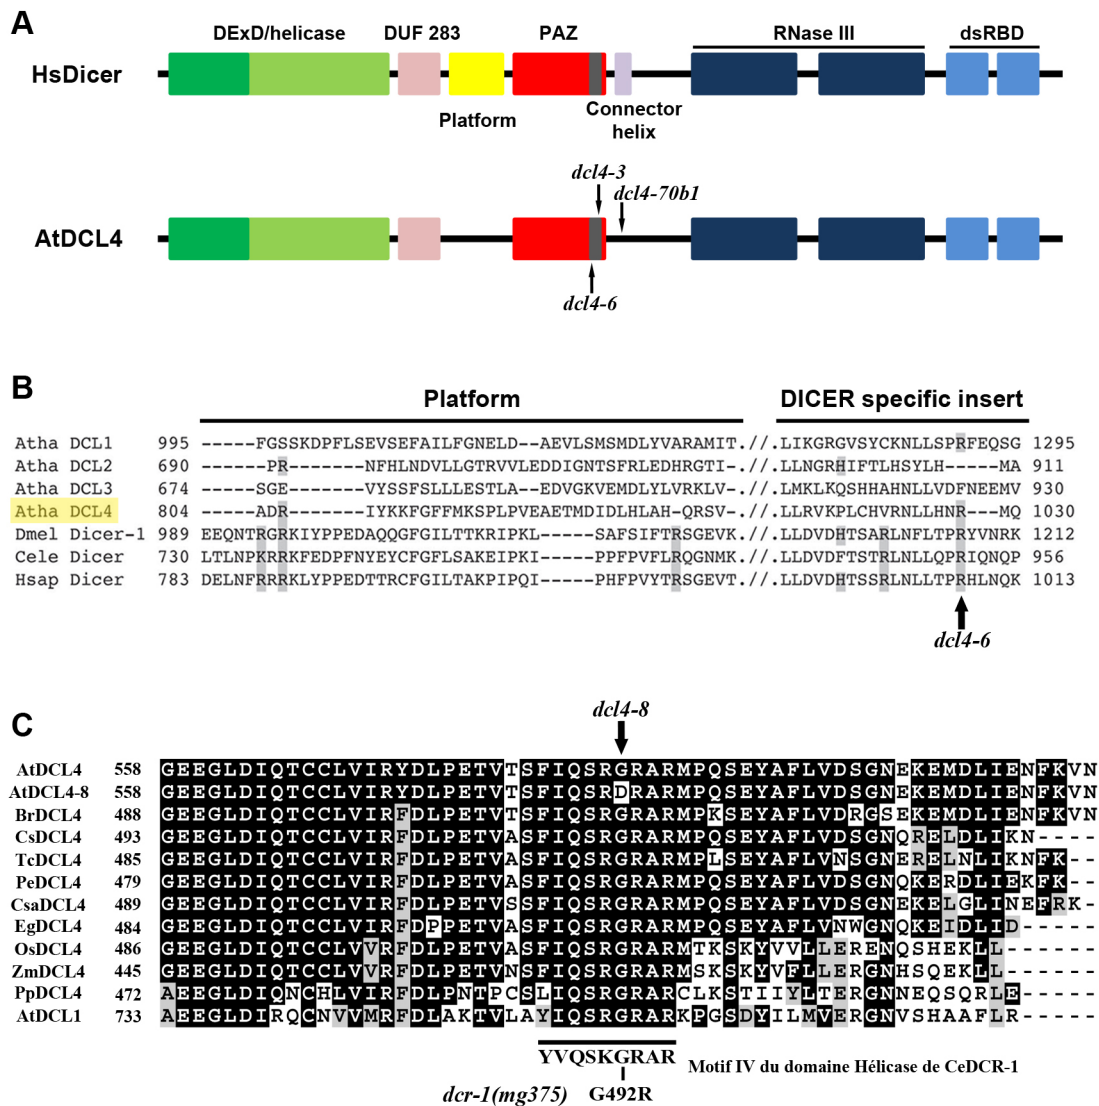 A
DExD/helicase DUF 283 PAZ RNase III dsRBD
HsDicer
Platform Connector helix
dcl4-3
dcl4-70b1
AtDCL4
dcl4-6
B
Platform DICER specific insert
Atha DCL1 995 -----FGSSKDPFLSEVSEFAILFGNELD--AEVLSMSMDLYVARAMIT.//.LIKGRGVSYCKNLLSPRFEQSG 1295
Atha DCL2 690 ------PR-------NFHLNDVLLGTRVVLEDDIGNTSFRLEDHRGTI-.//.LLNGRHIFTLHSYLH-----MA 911
Atha DCL3 674 -----SGE-------VYSSFSLLLESTLA--EDVGKVEMDLYLVRKLV-.//.LMKLKQSHHAHNLLVDFNEEMV 930
Atha DCL4 804 -----ADR-----IYKKFGFFMKSPLPVEAETMDIDLHLAH-QRSV-.//.LLRVKPLCHVRNLLHNR---MQ 1030
Dmel Dicer-1 989 EEQNTRGRKIYPPEDAQQGFGILTTKRIPKL-----SAFSIFTRSGEVK.//.LLDVDHTSARLNFLTPRYVNRK 1212
Cele Dicer 730 LTLNPRRRKFEDPFNYEYCFGFLSAKEIPKI-----PPFPVFLRQGNMK.//.LLDVDFTSTRLNLLQPRIQNQK 956
Hsap Dicer 783 DELNFRRRKLYPPEDTTRCFGILTAKPIPQI-----PHFPVYTRSGEVT.//.LLDVDHTSSRLNLLTPRHLNQK 1013
dcl4-6
C
dcl4-8
AtDCL4 558 GEEGLDIQTCCLVIRYDLPETVTSFIQSRGRARMPQSEYAFLVDSGNEKEMDLIENFKVN
AtDCL4-8 558 GEEGLDIQTCCLVIRYDLPETVTSFIQSRDRARMPQSEYAFLVDSGNEKEMDLIENFKVN
BrDCL4 488 GEEGLDIQTCCLVIRFDLPETVTSFIQSRGRARMPKSEYAFLVDRGSEKEMDLIENFKVN
CsDCL4 493 GEEGLDIQTCCLVIRFDLPETVASFIQSRGRARMPQSEYAFLVDSGNQRELDLIKN----
TcDCL4 485 GEEGLDIQTCCLVIRFDLPETVASFIQSRGRARMPLSEYAFLVNSGNERELNLIKNFK--
PeDCL4 479 GEEGLDIQTCCLVIRFDLPETVASFIQSRGRARMPQSEYAFLVDSGNQKERDLIEKFK--
CsaDCL4 489 GEEGLDIQTCCLVIRFDLPETVSSFIQSRGRARMPQSEYAFLVDSGNQKELGLINEFRK-
EgDCL4 484 GEEGLDIQTCCLVIRFDPPETVASFIQSRGRARMPQSEYAFLVNWGNQKEIDLID-----
OsDCL4 486 GEEGLDIQTCCLVVRFDLPETVASFIQSRGRARMTKSKYVVLLERENQSHEKLL------
ZmDCL4 445 GEEGLDIQTCCLVVRFDLPETVNSFIQSRGRARMSKSKYVFLLERGNHSQEKLL------
PpDCL4 472 AEEGLDIQNCHLVIRFDLPNTPCSLIQSRGRARCLKSTIIYLTERGNNEQSQRLE-----
AtDCL1 733 AEEGLDIRQCNVVMRFDLAKTVLAYIQSRGRARKPGSDYILMVERGNVSHAAFLR-----
YVQSKGRAR Motif IV du domaine Hélicase de CeDCR-1
dcr-1(mg375) G492R